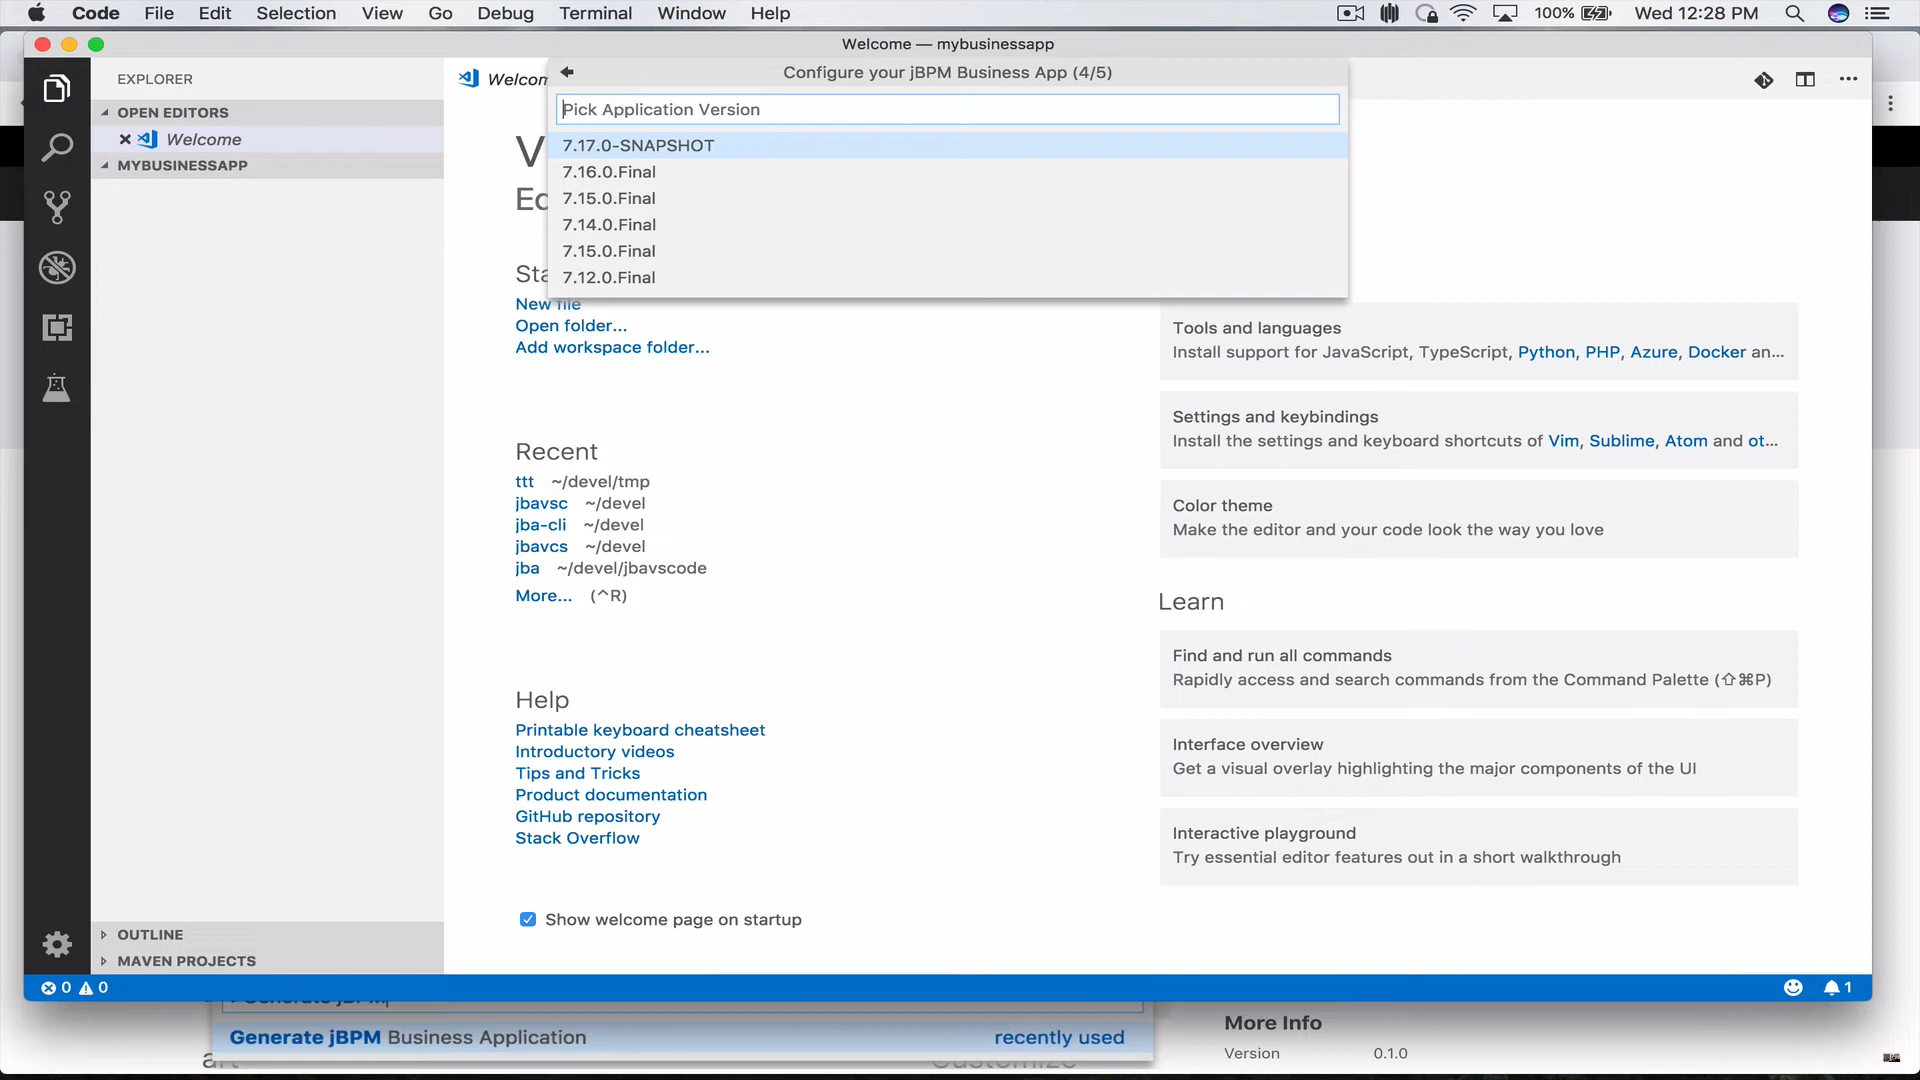 Code File Edit Selection View Go Debug Terminal Window Help 100% Wed 12:28 PM
Welcome — mybusinessapp
EXPLORER
OPEN EDITORS
Welcome
MYBUSINESSAPP
OUTLINE
MAVEN PROJECTS
Configure your jBPM Business App (4/5)
Pick Application Version
7.17.0-SNAPSHOT
7.16.0.Final
7.15.0.Final
7.14.0.Final
7.15.0.Final
7.12.0.Final
New file
Open folder...
Add workspace folder...
Recent
ttt ~/devel/tmp
jbavsc ~/devel
jba-cli ~/devel
jbavcs ~/devel
jba ~/devel/jbavscode
More... (^R)
Help
Printable keyboard cheatsheet
Introductory videos
Tips and Tricks
Product documentation
GitHub repository
Stack Overflow
Show welcome page on startup
Tools and languages
Install support for JavaScript, TypeScript, Python, PHP, Azure, Docker an...
Settings and keybindings
Install the settings and keyboard shortcuts of Vim, Sublime, Atom and ot...
Color theme
Make the editor and your code look the way you love
Learn
Find and run all commands
Rapidly access and search commands from the Command Palette (⇧⌘P)
Interface overview
Get a visual overlay highlighting the major components of the UI
Interactive playground
Try essential editor features out in a short walkthrough
0 0 1
Generate jBPM Business Application recently used
More Info
Version 0.1.0